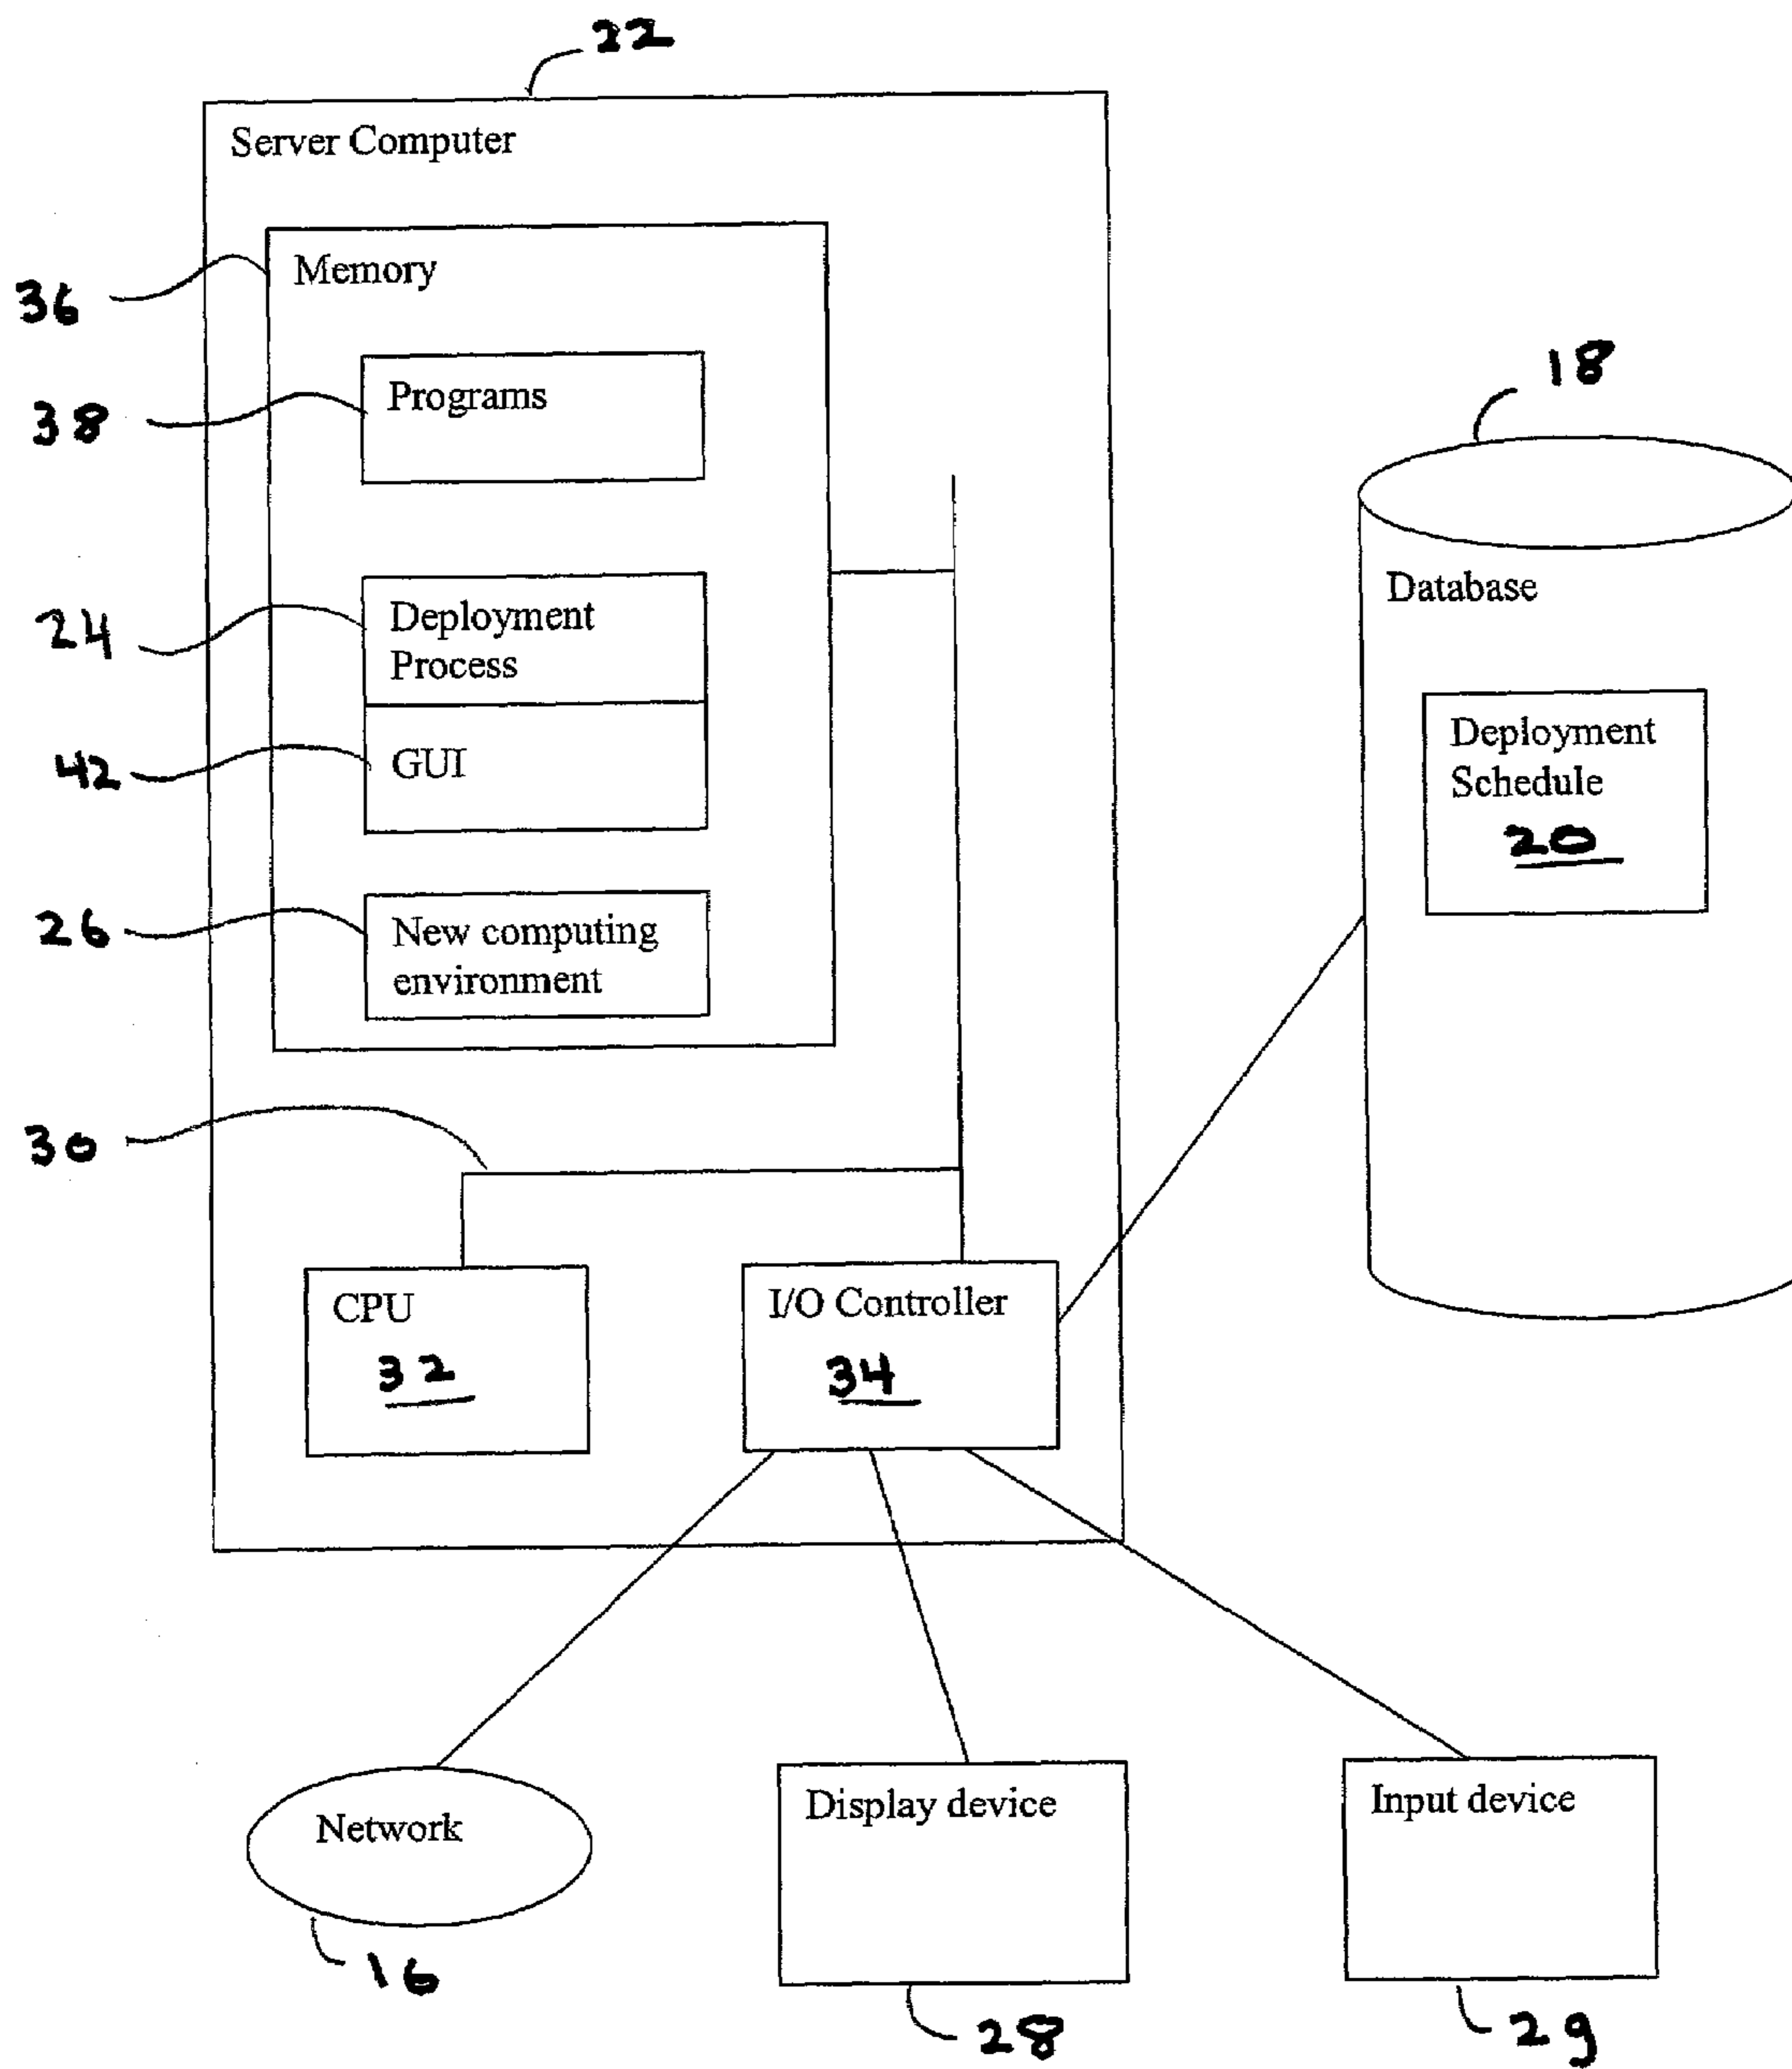 22
Server Computer
36
Memory
38
Programs
18
Database
24
Deployment
Process
42
GUI
Deployment
Schedule
20
26
New computing
environment
30
CPU
32
I/O Controller
34
Network
16
Display device
28
Input device
29